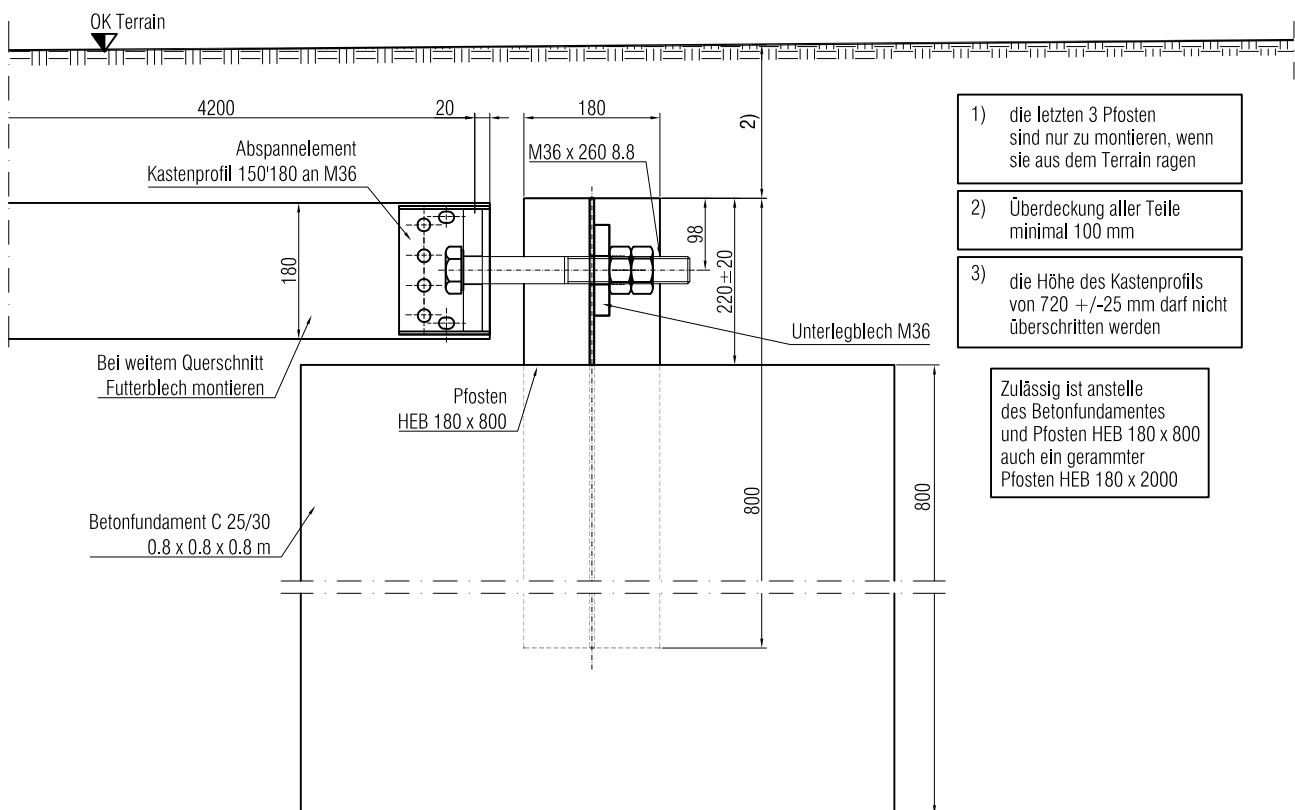 OK Terrain
4200
20
180
2)
Abspannelement
Kastenprofil 150'180 an M36
M36 x 260 8.8
1) die letzten 3 Pfosten
sind nur zu montieren, wenn
sie aus dem Terrain ragen
2) Überdeckung aller Teile
minimal 100 mm
3) die Höhe des Kastenprofils
von 720 +/-25 mm darf nicht
überschritten werden
180
98
220±20
Unterlegblech M36
Bei weitem Querschnitt
Futterblech montieren
Pfosten
HEB 180 x 800
Zulässig ist anstelle
des Betonfundamentes
und Pfosten HEB 180 x 800
auch ein gerammter
Pfosten HEB 180 x 2000
800
800
Betonfundament C 25/30
0.8 x 0.8 x 0.8 m